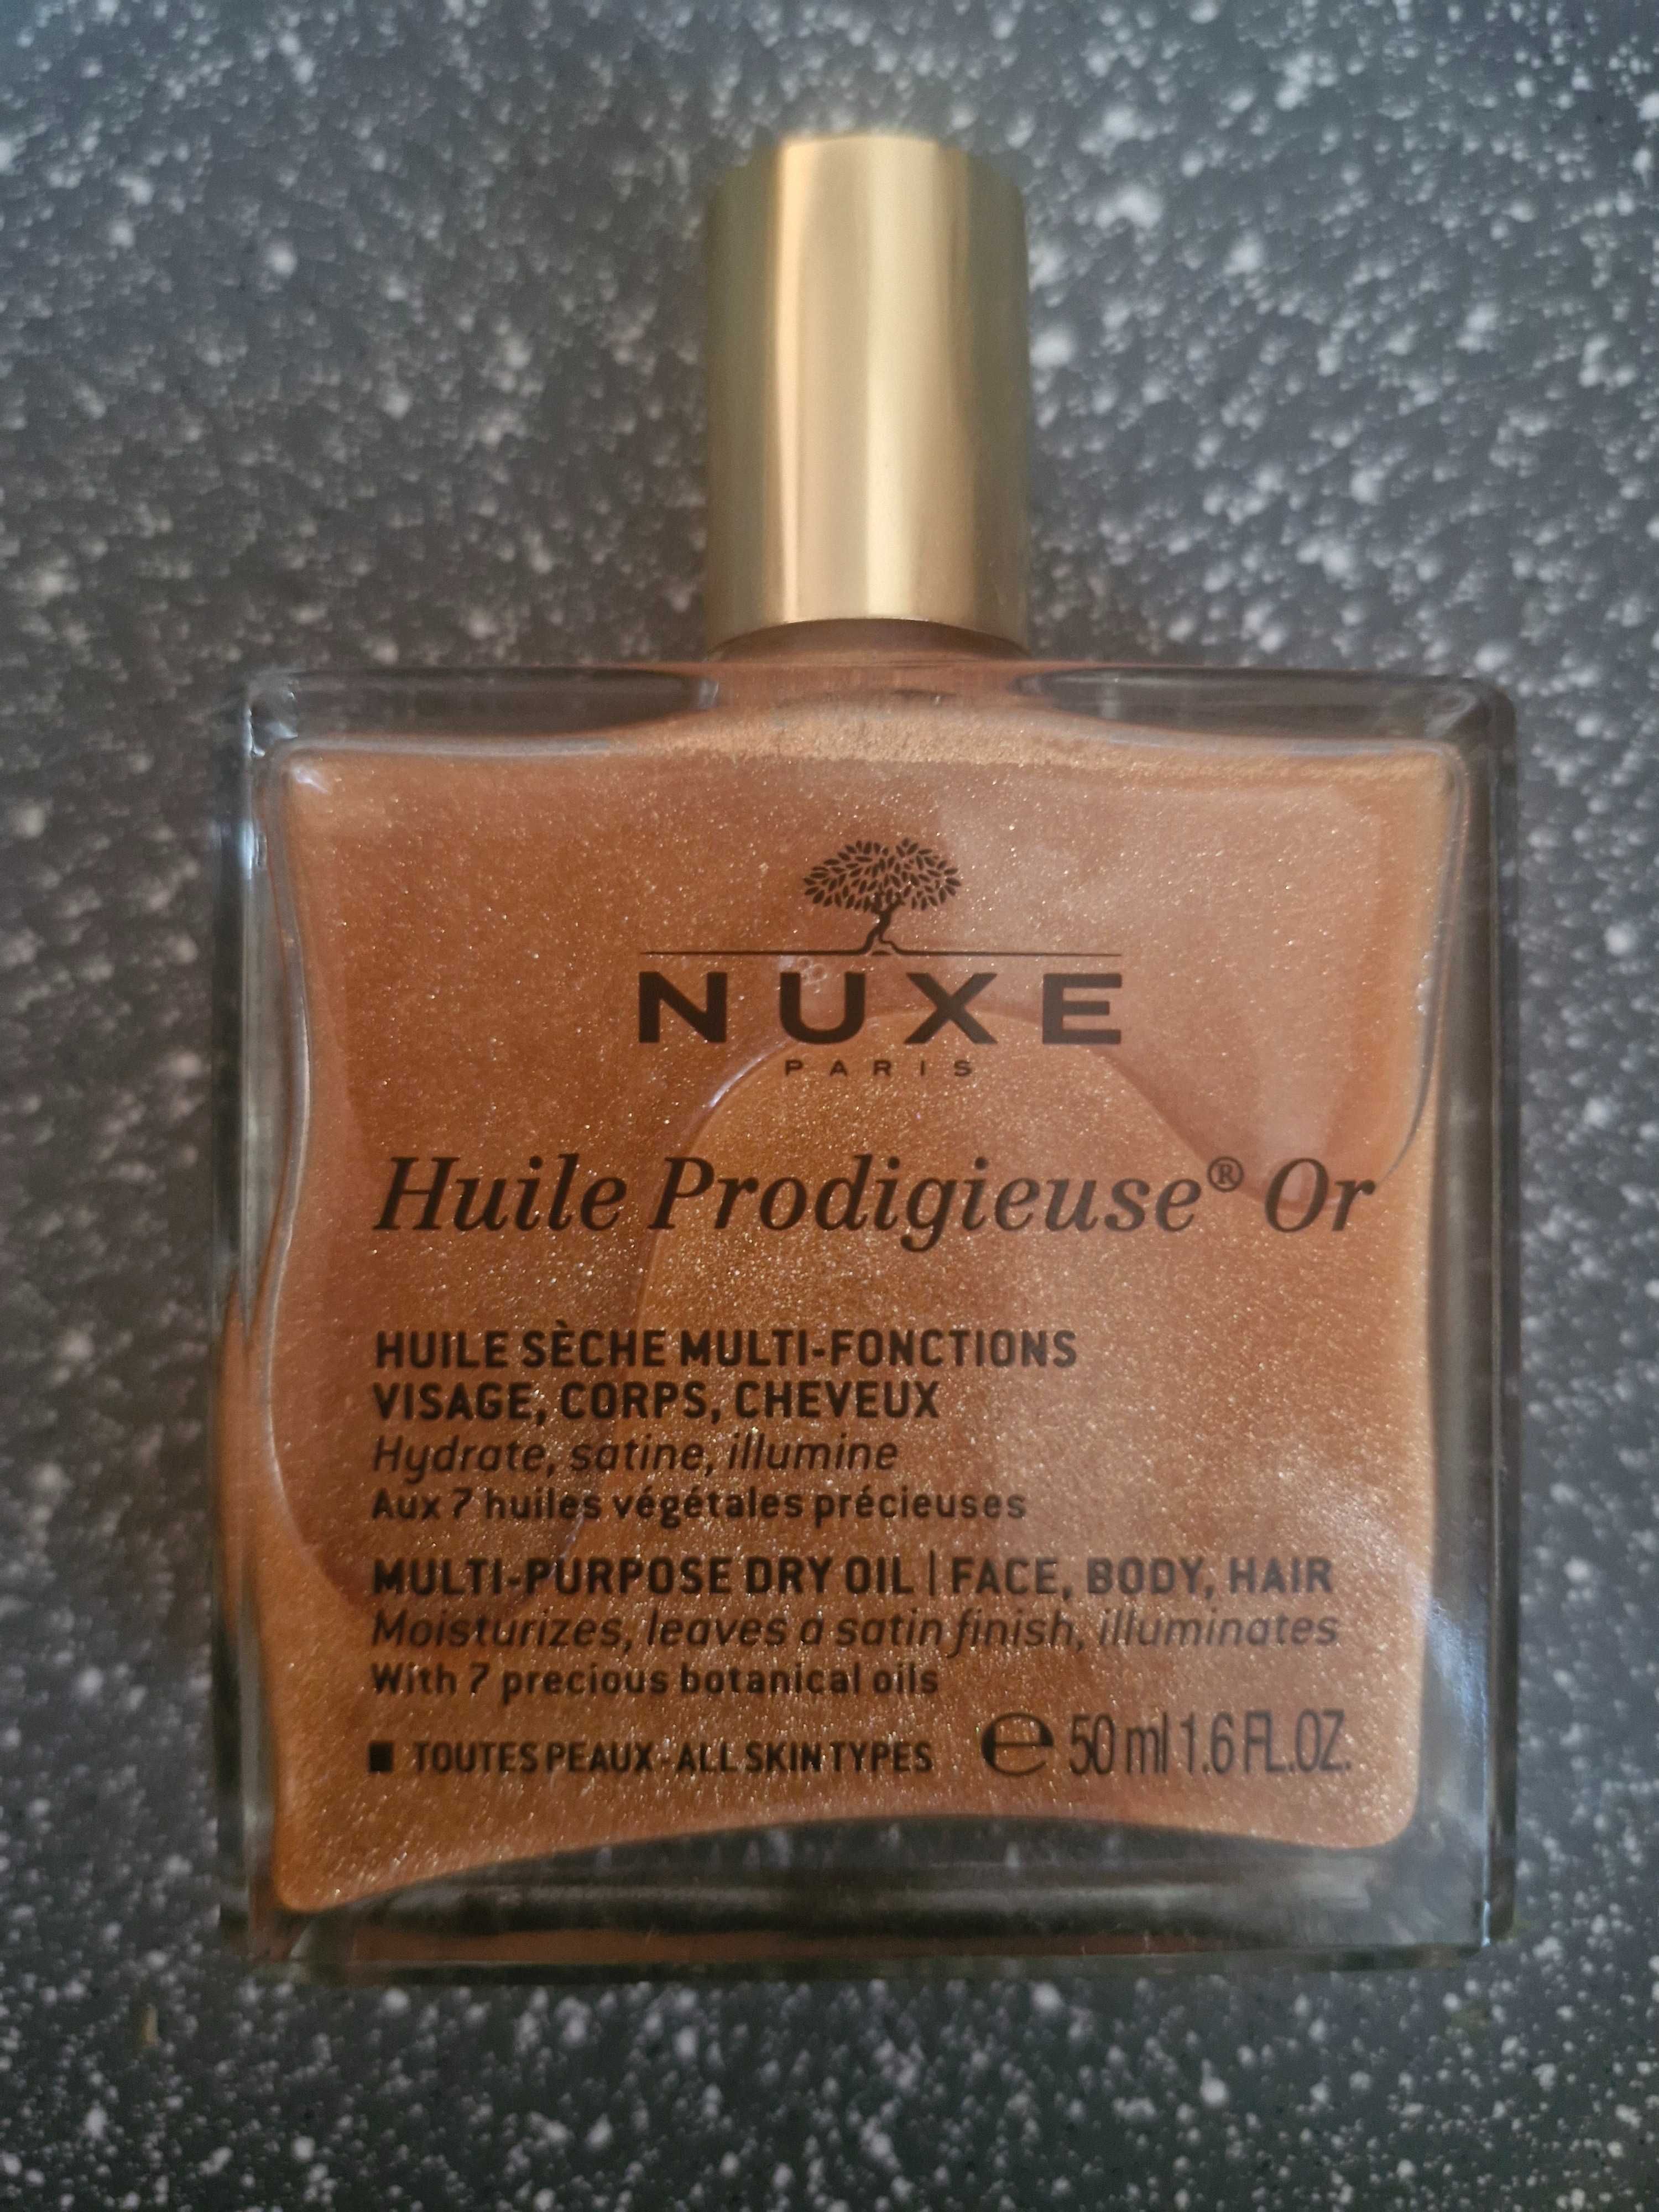 NUXE
PARIS
Huile Prodigieuse® Or
HUILE SÈCHE MULTI-FONCTIONS
VISAGE, CORPS, CHEVEUX
Hydrate, satine, illumine
Aux 7 huiles végétales précieuses
MULTI-PURPOSE DRY OIL | FACE, BODY, HAIR
Moisturizes, leaves a satin finish, illuminates
With 7 precious botanical oils
■ TOUTES PEAUX - ALL SKIN TYPES ℮ 50 ml 1.6 FL.OZ.